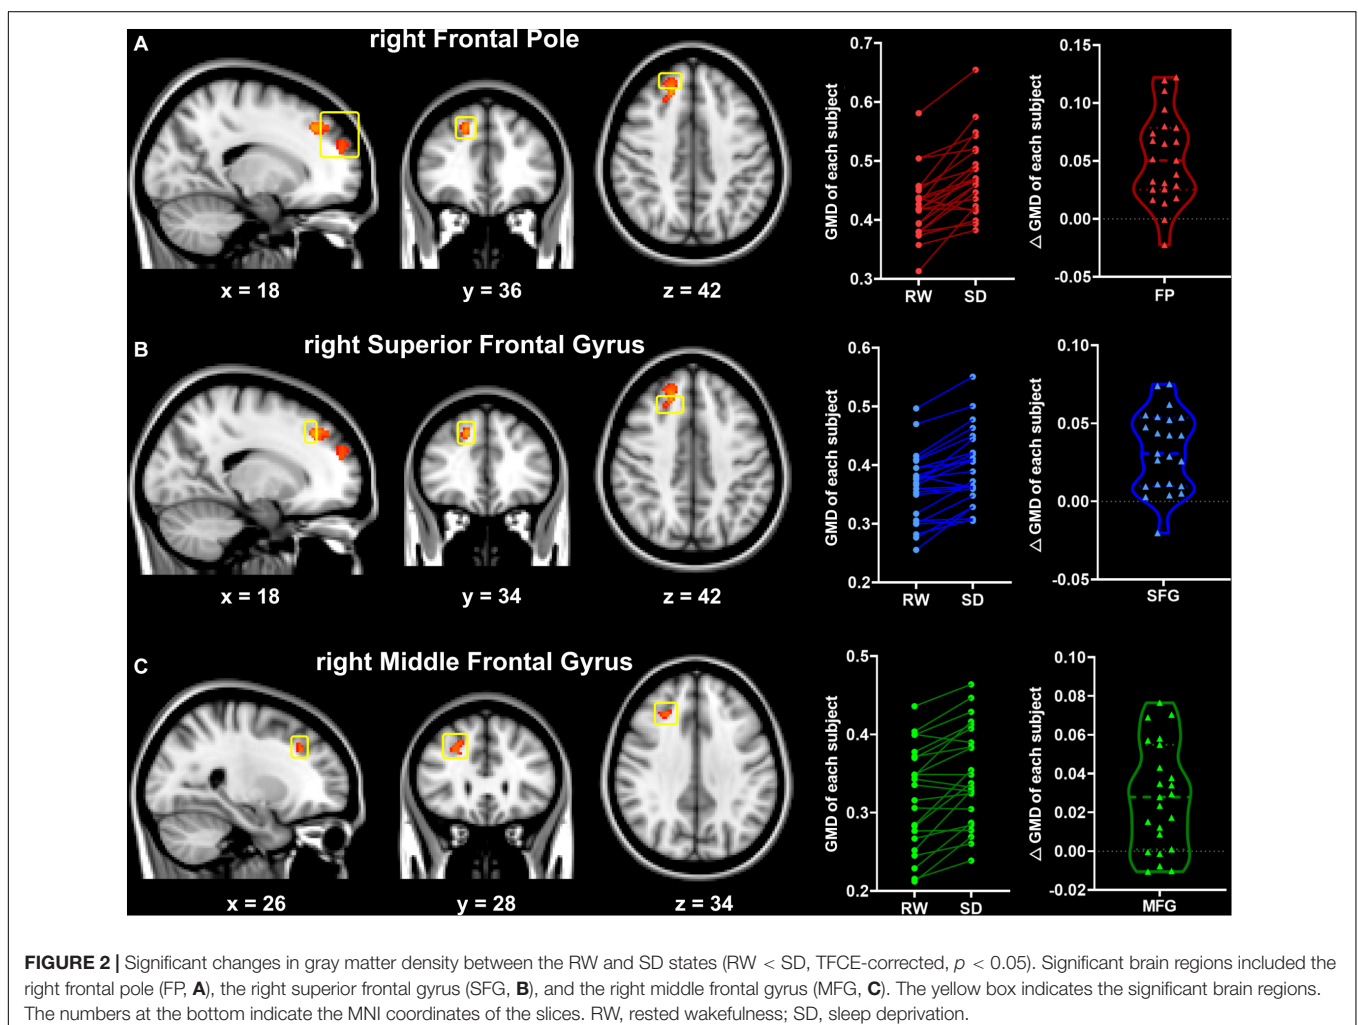 A
right Frontal Pole
x = 18
y = 36
z = 42
GMD of each subject
0.7
0.6
0.5
0.4
0.3
RW
SD
△ GMD of each subject
0.15
0.10
0.05
0.00
-0.05
FP
B
right Superior Frontal Gyrus
x = 18
y = 34
z = 42
GMD of each subject
0.6
0.5
0.4
0.3
0.2
RW
SD
△ GMD of each subject
0.10
0.05
0.00
-0.05
SFG
C
right Middle Frontal Gyrus
x = 26
y = 28
z = 34
GMD of each subject
0.5
0.4
0.3
0.2
RW
SD
△ GMD of each subject
0.10
0.08
0.06
0.04
0.02
0.00
-0.02
MFG
FIGURE 2 | Significant changes in gray matter density between the RW and SD states (RW < SD, TFCE-corrected, p < 0.05). Significant brain regions included the
right frontal pole (FP, A), the right superior frontal gyrus (SFG, B), and the right middle frontal gyrus (MFG, C). The yellow box indicates the significant brain regions.
The numbers at the bottom indicate the MNI coordinates of the slices. RW, rested wakefulness; SD, sleep deprivation.